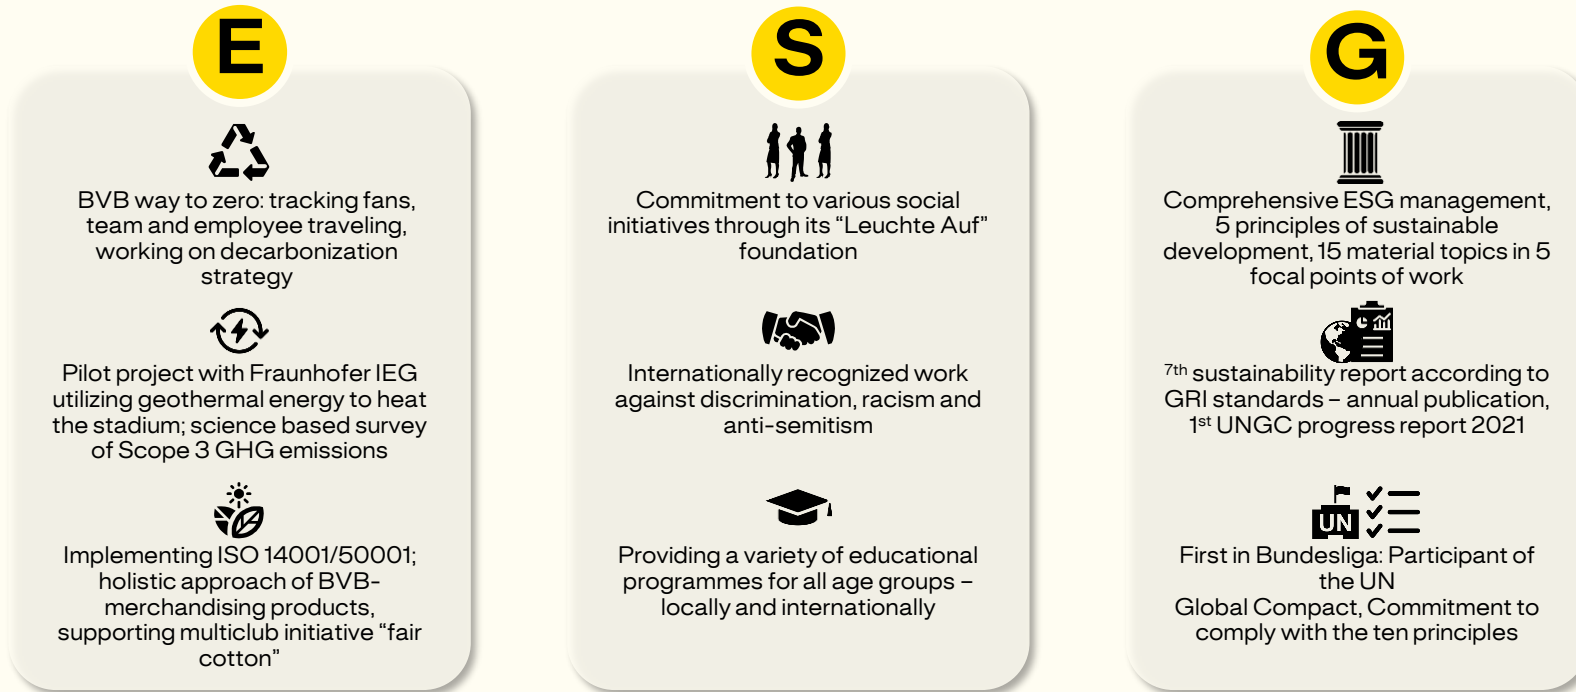 E
BVB way to zero: tracking fans,
team and employee traveling,
working on decarbonization
strategy
Pilot project with Fraunhofer IEG
utilizing geothermal energy to heat
the stadium; science based survey
of Scope 3 GHG emissions
Implementing ISO 14001/50001;
holistic approach of BVB-
merchandising products,
supporting multiclub initiative “fair
cotton”
S
Commitment to various social
initiatives through its “Leuchte Auf”
foundation
Internationally recognized work
against discrimination, racism and
anti-semitism
Providing a variety of educational
programmes for all age groups –
locally and internationally
G
Comprehensive ESG management,
5 principles of sustainable
development, 15 material topics in 5
focal points of work
7th sustainability report according to
GRI standards – annual publication,
1st UNGC progress report 2021
UN
First in Bundesliga: Participant of
the UN
Global Compact, Commitment to
comply with the ten principles